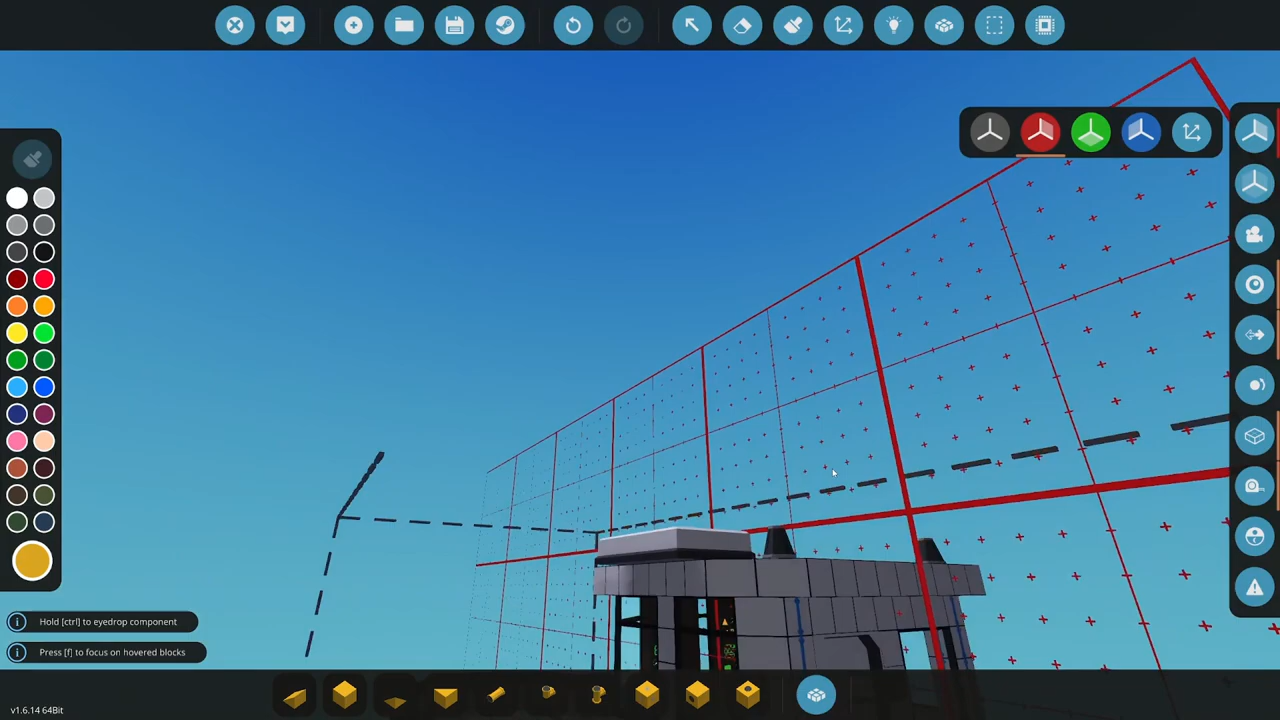 Hold [ctrl] to eyedrop component
Press [f] to focus on hovered blocks
v1.6.14 64Bit